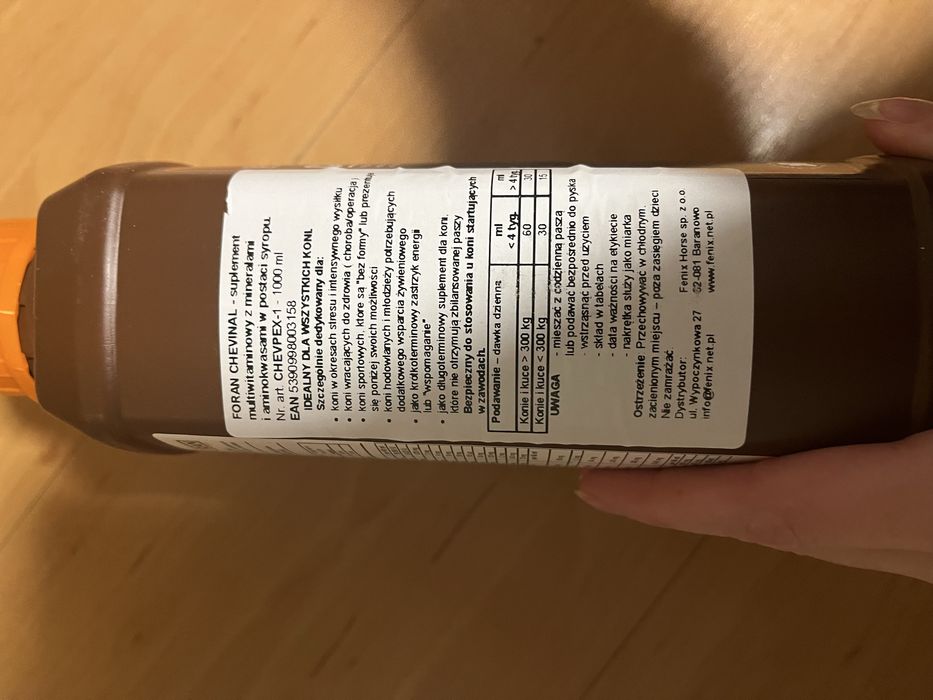 FORAN CHEVINAL - suplement
multiwitaminowy z minerałami
i aminokwasami w postaci syropu.
Nr. art. CHEVPEX-1 - 1000 ml
EAN 5390998003158
IDEALNY DLA WSZYSTKICH KONI.
Szczególnie dedykowany dla:
• koni w okresach stresu i intensywnego wysiłku
• koni wracających do zdrowia ( choroba/operacja
• koni sportowych, które są "bez formy" lub prezentują
się poniżej swoich możliwości
• koni hodowlanych i młodzieży potrzebujących
dodatkowego wsparcia żywieniowego
• jako krótkoterminowy zastrzyk energii
lub "wspomaganie"
• jako długoterminowy suplement dla koni,
które nie otrzymują zbilansowanej paszy
Bezpieczny do stosowania u koni startujących
w zawodach.
Podawanie – dawka dzienna ml < 4 tyg. ml > 4 tyg
Konie i kuce > 300 kg 60 30
Konie i kuce < 300 kg 30 15
UWAGA - mieszać z codzienną paszą
lub podawać bezpośrednio do pyska
- wstrząsnąć przed użyciem
- skład w tabelach
- data ważności na etykiecie
- nakrętka służy jako miarka
Ostrzeżenie: Przechowywać w chłodnym,
zaciemionym miejscu – poza zasięgiem dzieci
Nie zamrażać
Dystrybutor: Fenix Horse sp. z o.o.
ul. Wypoczynkowa 27 62-081 Baranowo
info@fenix.net.pl www.fenix.net.pl